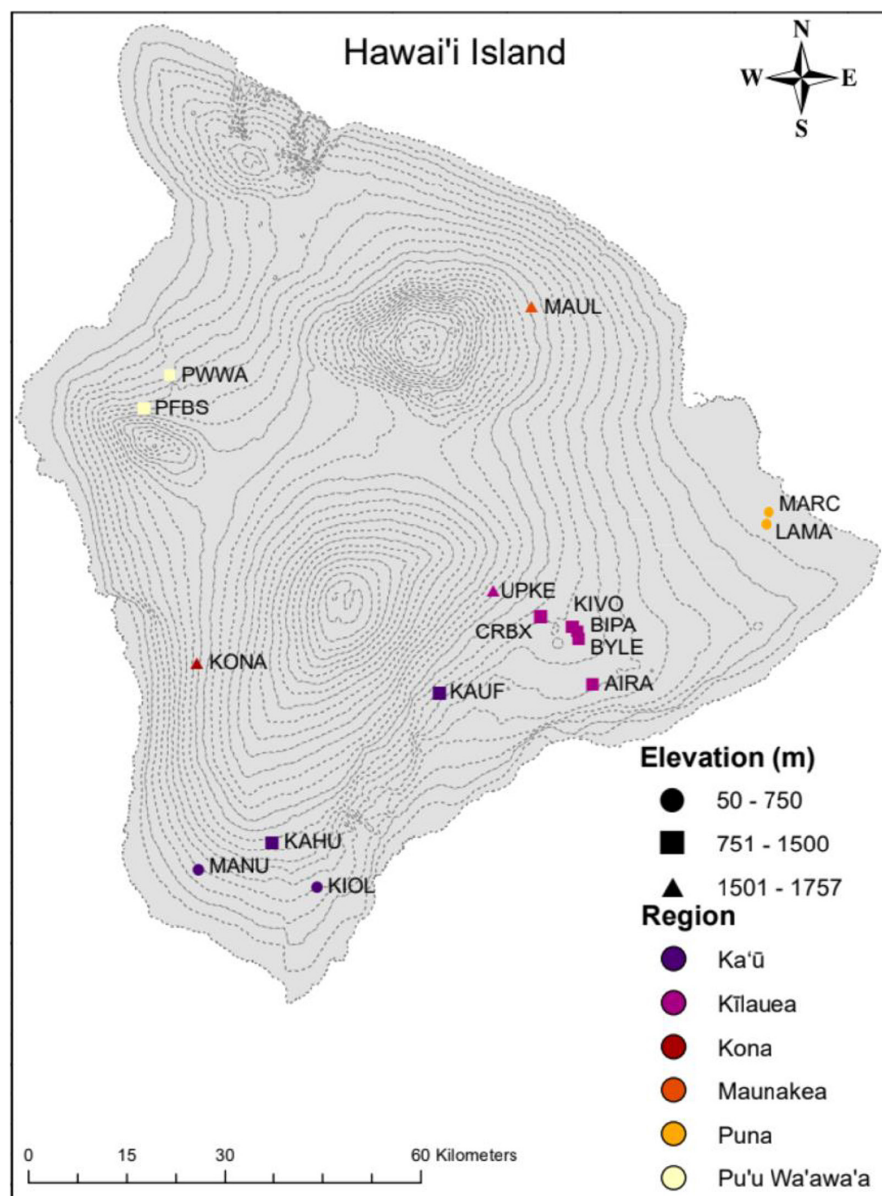 Hawai'i Island
N
W E
S
MAUL
PWWA
PFBS
MARC
LAMA
UPKE
KIVO
CRBX
BIPA
BYLE
KONA
KAUF
AIRA
KAHU
MANU
KIOL
Elevation (m)
50 - 750
751 - 1500
1501 - 1757
Region
Kaʻū
Kīlauea
Kona
Maunakea
Puna
Pu'u Wa'awa'a
0 15 30 60 Kilometers